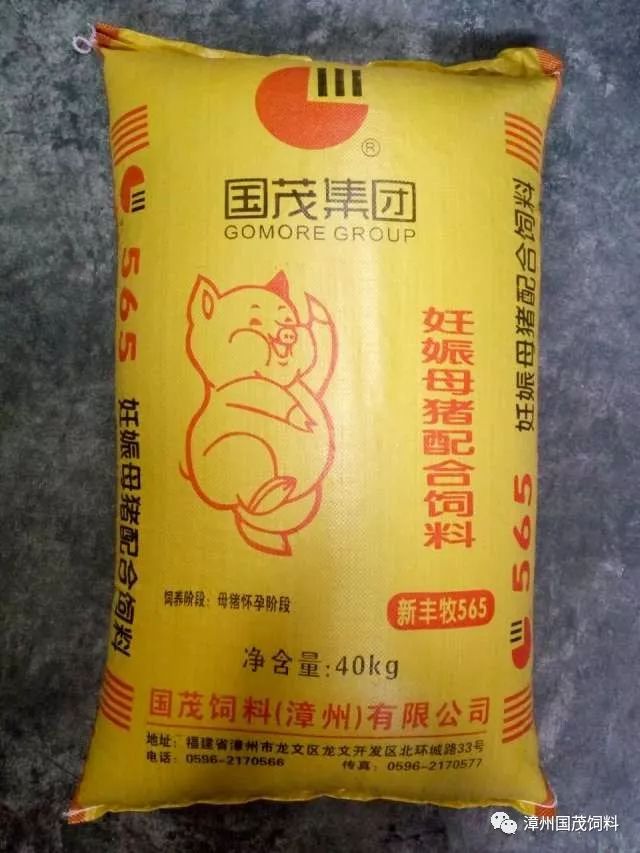 ®
国茂集团
GOMORE GROUP
565 妊娠母猪配合饲料
妊娠母猪配合饲料
565 妊娠母猪配合饲料
饲养阶段：母猪怀孕阶段
新丰牧565
净含量:40kg
国茂饲料(漳州)有限公司
地址：福建省漳州市龙文区龙文开发区北环城路33号
电话：0596-2170566 传真：0596-2170577
漳州国茂饲料